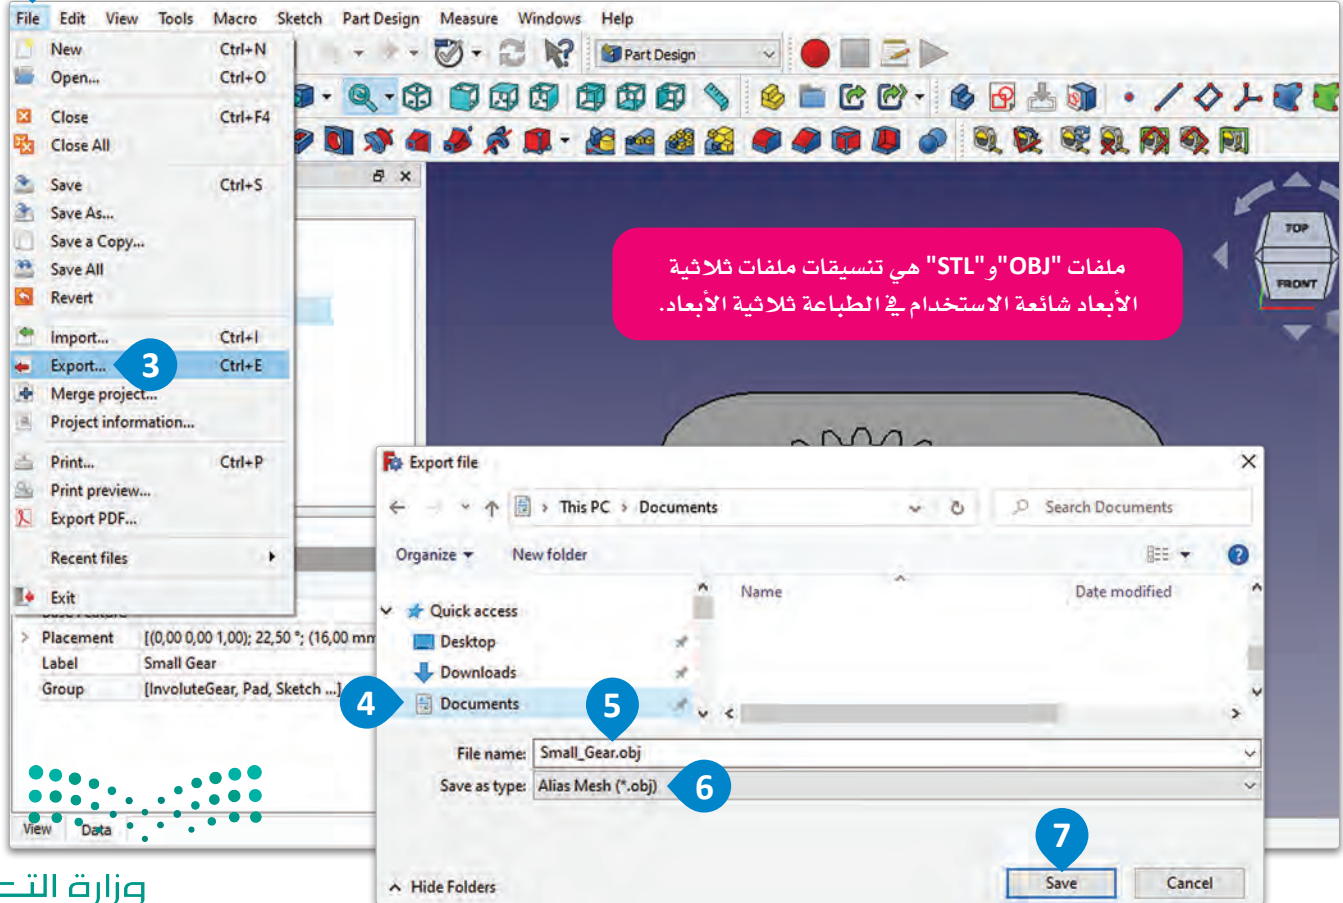 File Edit View Tools Macro Sketch Part Design Measure Windows Help
New Ctrl+N
Open... Ctrl+O
Close Ctrl+F4
Close All
Save Ctrl+S
Save As...
Save a Copy...
Save All
Revert
Import... Ctrl+I
Export... Ctrl+E
3
Merge project...
Project information...
Print... Ctrl+P
Print preview...
Export PDF...
Recent files
Exit
Part Design
TOP
FRONT
ملفات "OBJ"و"STL" هي تنسيقات ملفات ثلاثية
الأبعاد شائعة الاستخدام في الطباعة ثلاثية الأبعاد.
Placement [(0,00 0,00 1,00); 22,50 °; (16,00 mm
Label Small Gear
Group [InvoluteGear, Pad, Sketch ...]
View Data
Export file
This PC > Documents
Search Documents
Organize New folder
Name Date modified
Quick access
Desktop
Downloads
4 Documents
5
File name: Small_Gear.obj
Save as type: Alias Mesh (*.obj)
6
7
Hide Folders Save Cancel
وزارة